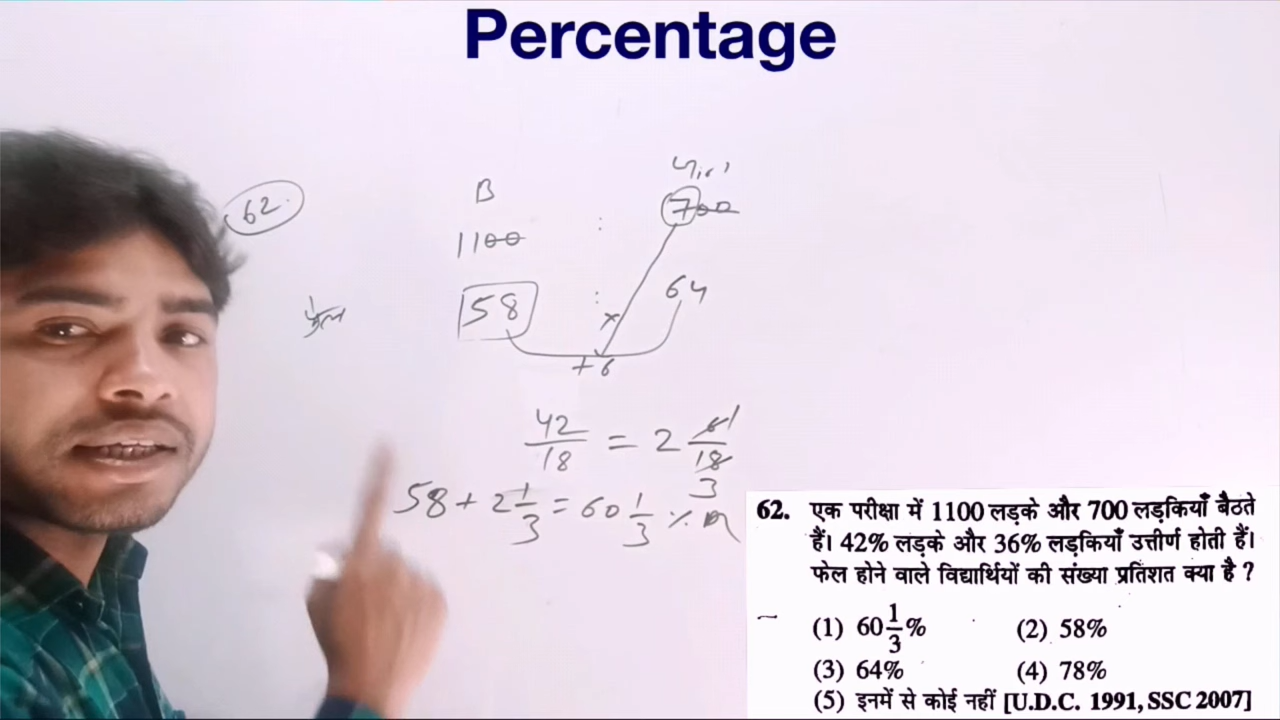 Percentage
62.
B
1100 : 700
फेल
58 : 64
×
+6
42/18 = 2 6/18
1
3
58 + 2 1/3 = 60 1/3 %
62. एक परीक्षा में 1100 लड़के और 700 लड़कियाँ बैठते
हैं। 42% लड़के और 36% लड़कियाँ उत्तीर्ण होती हैं।
फेल होने वाले विद्यार्थियों की संख्या प्रतिशत क्या है ?
(1) 60 1/3 % (2) 58%
(3) 64% (4) 78%
(5) इनमें से कोई नहीं [U.D.C. 1991, SSC 2007]